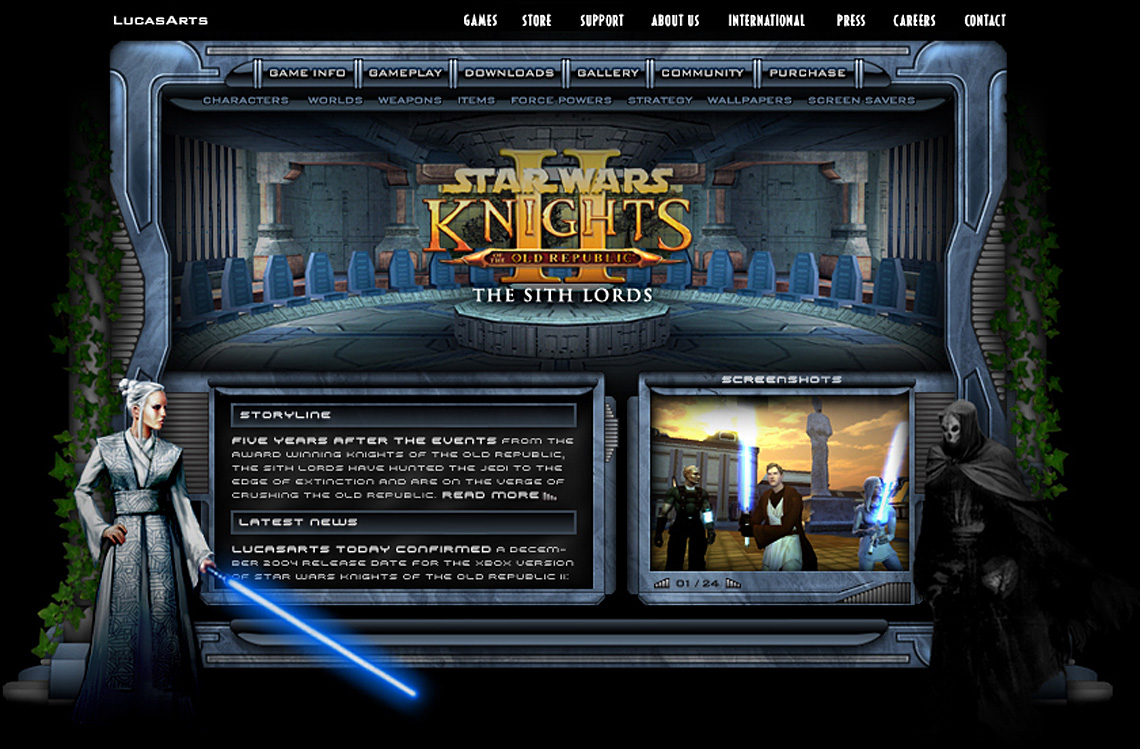 LucasArts
GAMES STORE SUPPORT ABOUT US INTERNATIONAL PRESS CAREERS CONTACT
GAME INFO GAMEPLAY DOWNLOADS GALLERY COMMUNITY PURCHASE
CHARACTERS WORLDS WEAPONS ITEMS FORCE POWERS STRATEGY WALLPAPERS SCREEN SAVERS
II
STAR WARS
KNIGHTS
OF THE OLD REPUBLIC
THE SITH LORDS
STORYLINE
FIVE YEARS AFTER THE EVENTS FROM THE
AWARD WINNING KNIGHTS OF THE OLD REPUBLIC,
THE SITH LORDS HAVE HUNTED THE JEDI TO THE
EDGE OF EXTINCTION AND ARE ON THE VERGE OF
CRUSHING THE OLD REPUBLIC. READ MORE
LATEST NEWS
LUCASARTS TODAY CONFIRMED A DECEM-
BER 2004 RELEASE DATE FOR THE XBOX VERSION
OF STAR WARS KNIGHTS OF THE OLD REPUBLIC II:
SCREENSHOTS
01 / 24